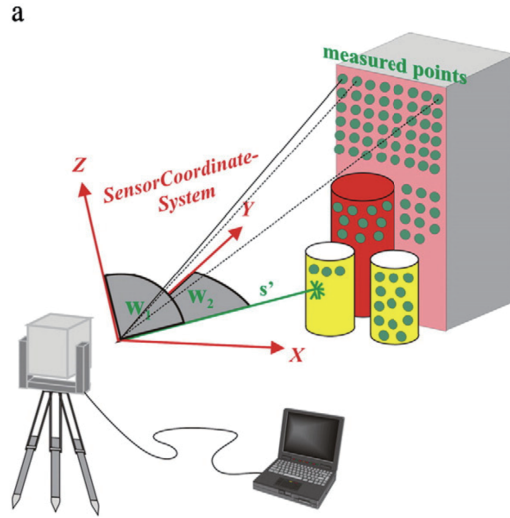 a
measured points
Z
SensorCoordinate-
System
Y
W1
W2
s'
X